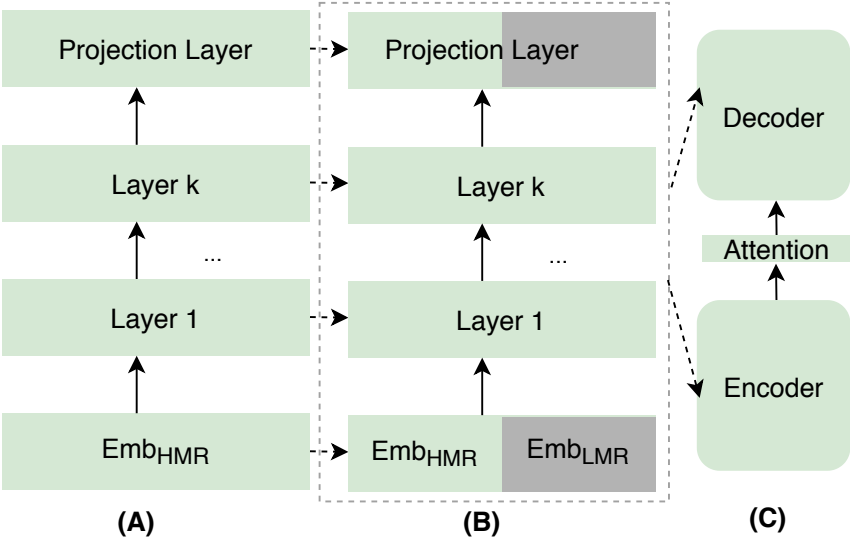 Projection Layer
Layer k
...
Layer 1
EmbHMR
(A)
Projection Layer
Layer k
...
Layer 1
EmbHMR
EmbLMR
(B)
Decoder
Attention
Encoder
(C)